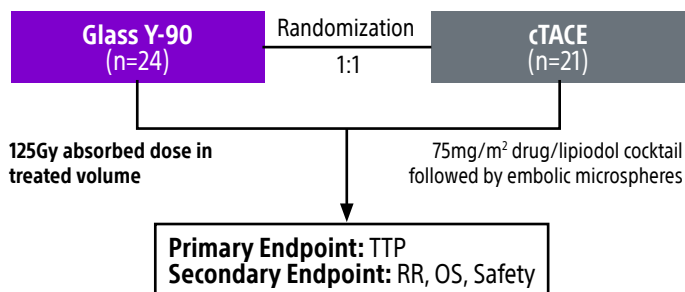 Glass Y-90
(n=24)
Randomization
1:1
cTACE
(n=21)
125Gy absorbed dose in
treated volume
75mg/m² drug/lipiodol cocktail
followed by embolic microspheres
Primary Endpoint: TTP
Secondary Endpoint: RR, OS, Safety